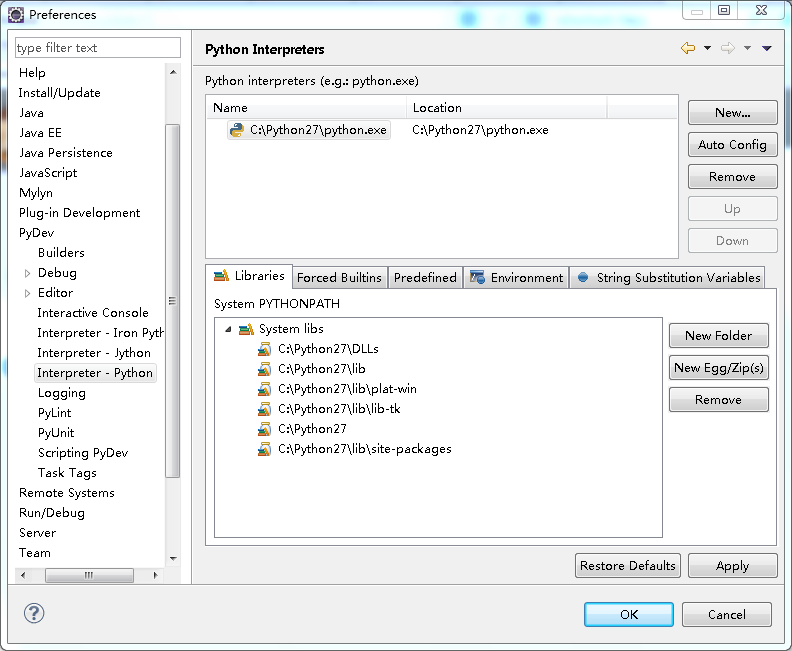 Preferences
type filter text
Help
Install/Update
Java
Java EE
Java Persistence
JavaScript
Mylyn
Plug-in Development
PyDev
Builders
Debug
Editor
Interactive Console
Interpreter - Iron Pyth
Interpreter - Jython
Interpreter - Python
Logging
PyLint
PyUnit
Scripting PyDev
Task Tags
Remote Systems
Run/Debug
Server
Team
Python Interpreters
Python interpreters (e.g.: python.exe)
Name Location
C:\Python27\python.exe C:\Python27\python.exe
New...
Auto Config
Remove
Up
Down
Libraries Forced Builtins Predefined Environment String Substitution Variables
System PYTHONPATH
System libs
C:\Python27\DLLs
C:\Python27\lib
C:\Python27\lib\plat-win
C:\Python27\lib\lib-tk
C:\Python27
C:\Python27\lib\site-packages
New Folder
New Egg/Zip(s)
Remove
Restore Defaults Apply
? OK Cancel